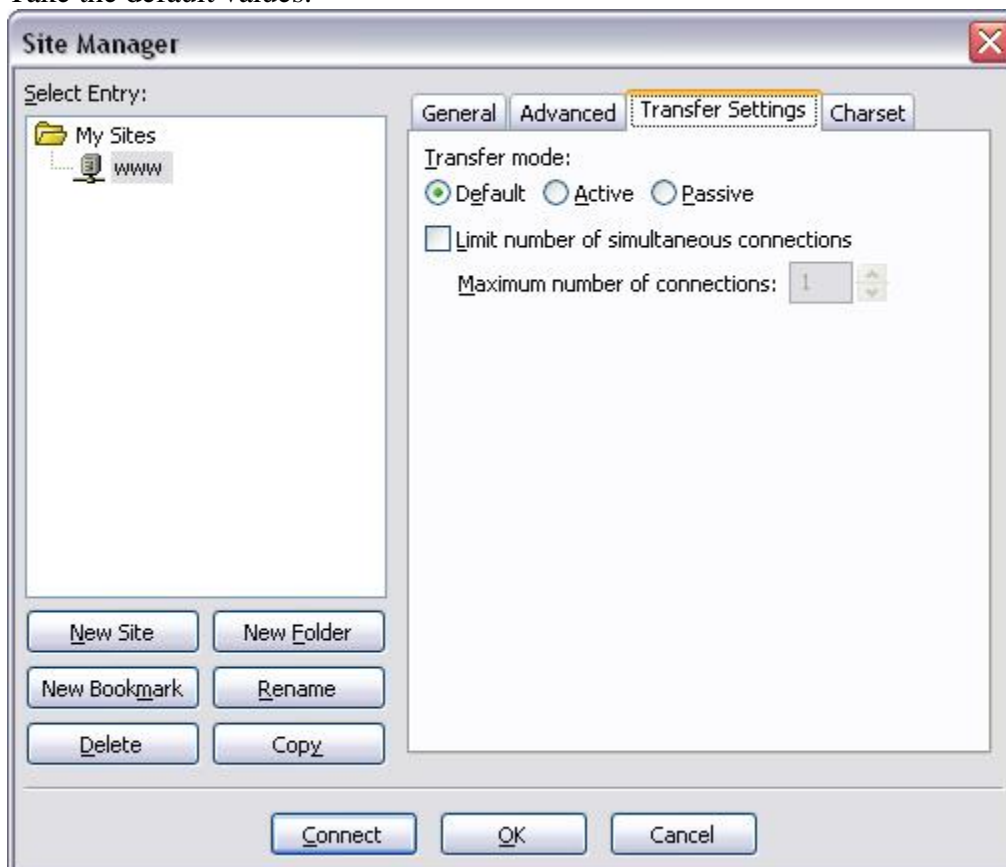 Take the default values.
Site Manager
Select Entry:
My Sites
www
General Advanced Transfer Settings Charset
Transfer mode:
Default Active Passive
Limit number of simultaneous connections
Maximum number of connections: 1
New Site New Folder
New Bookmark Rename
Delete Copy
Connect OK Cancel